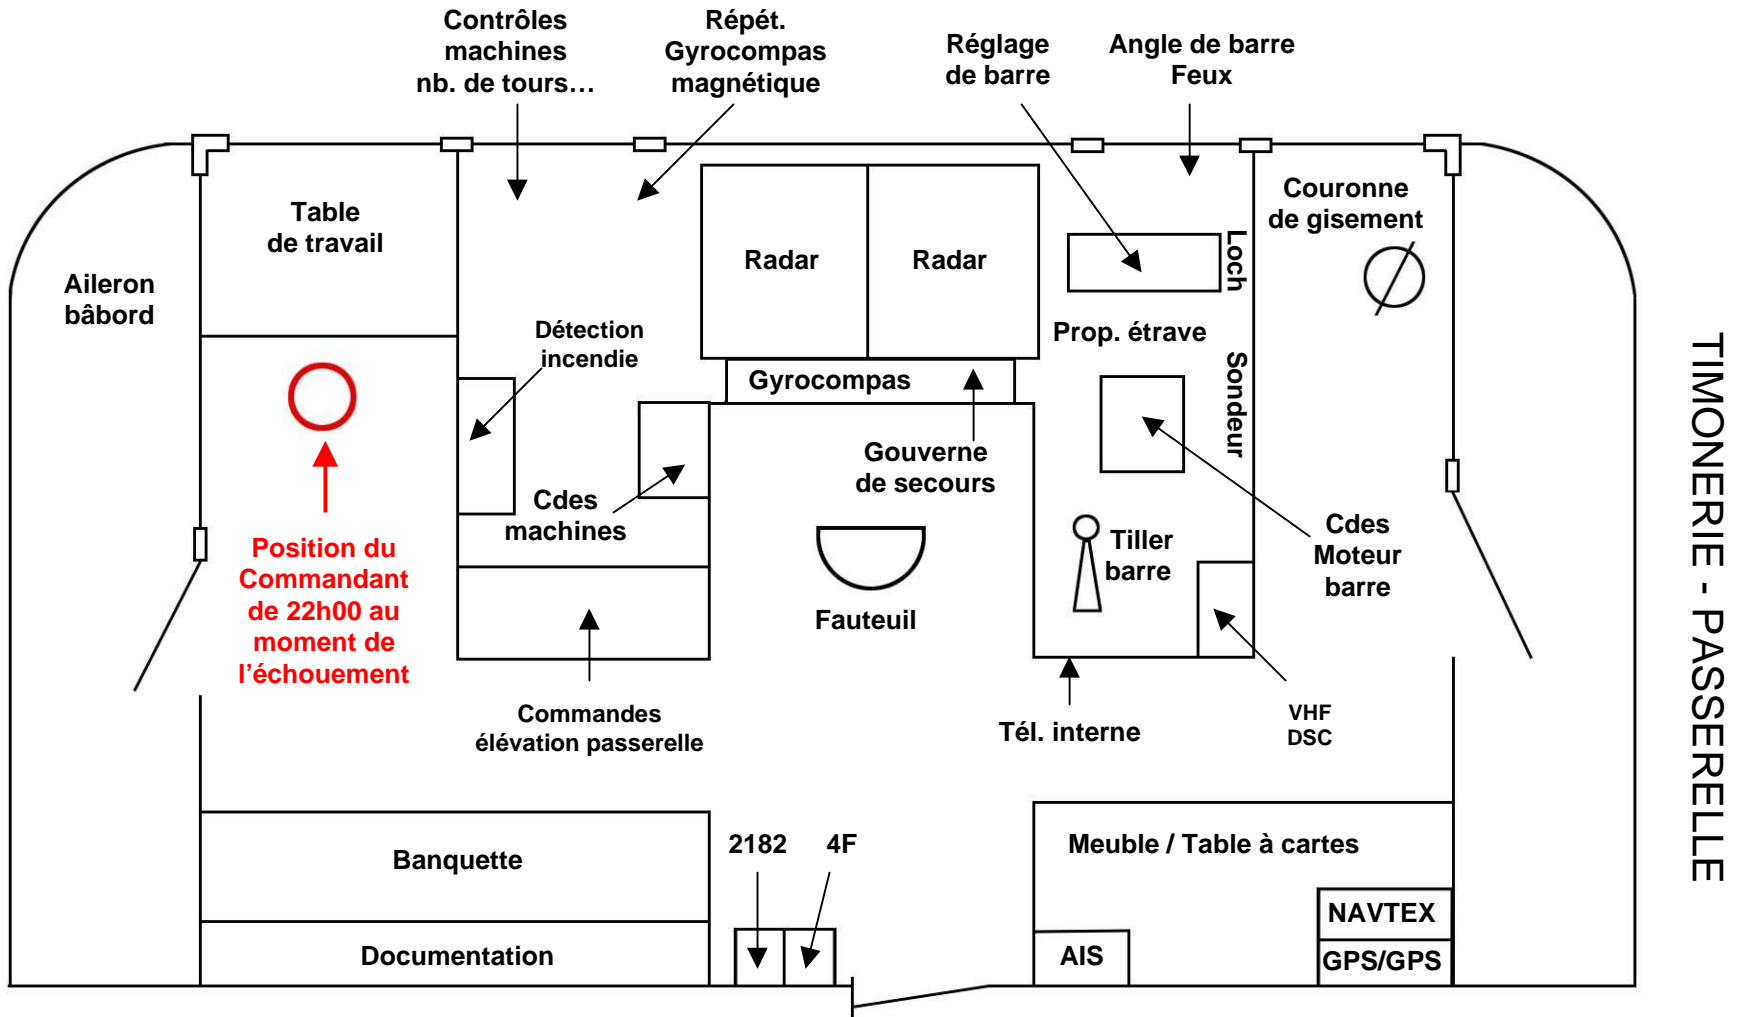 Contrôles
machines
nb. de tours…
Répét.
Gyrocompas
magnétique
Réglage
de barre
Angle de barre
Feux
Table
de travail
Couronne
de gisement
Aileron
bâbord
Radar
Radar
Loch
Détection
incendie
Prop. étrave
Gyrocompas
Sondeur
Gouverne
de secours
Cdes
machines
Position du
Commandant
de 22h00 au
moment de
l’échouement
Tiller
barre
Cdes
Moteur
barre
Fauteuil
Commandes
élévation passerelle
Tél. interne
VHF
DSC
TIMONERIE - PASSERELLE
Banquette
2182
4F
Meuble / Table à cartes
NAVTEX
Documentation
AIS
GPS/GPS